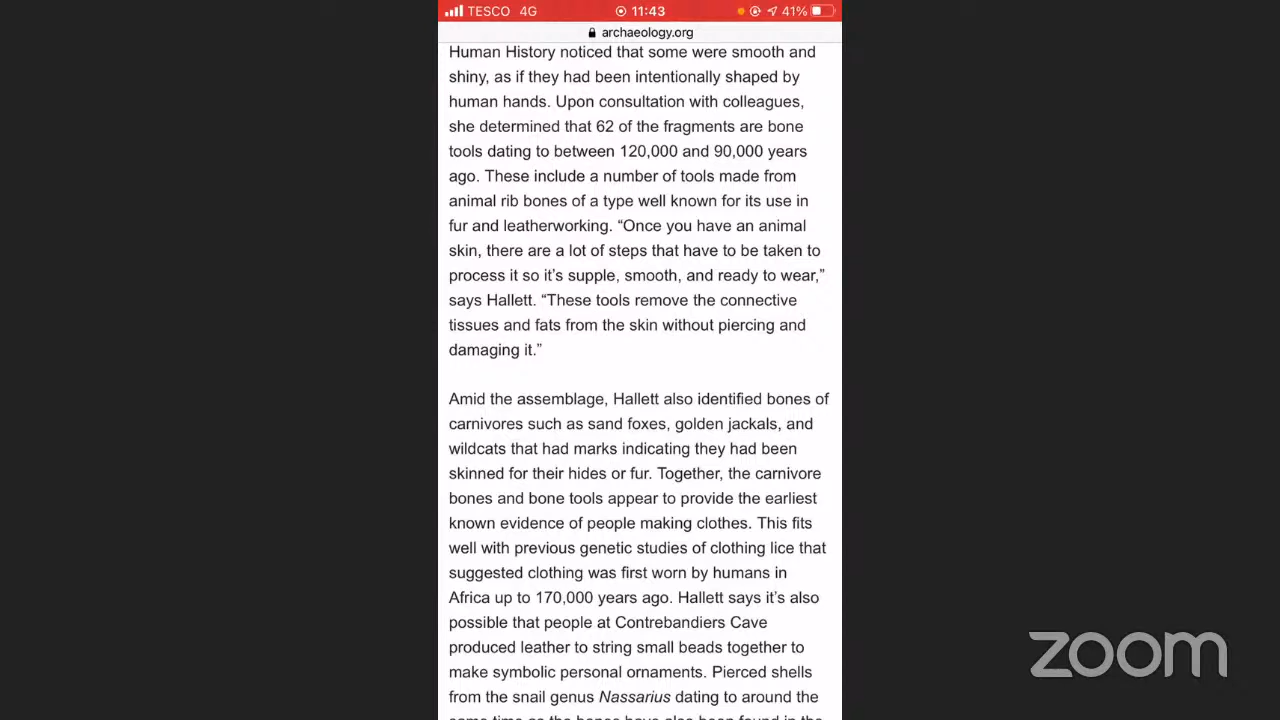 TESCO 4G 11:43 41%
archaeology.org
Human History noticed that some were smooth and
shiny, as if they had been intentionally shaped by
human hands. Upon consultation with colleagues,
she determined that 62 of the fragments are bone
tools dating to between 120,000 and 90,000 years
ago. These include a number of tools made from
animal rib bones of a type well known for its use in
fur and leatherworking. “Once you have an animal
skin, there are a lot of steps that have to be taken to
process it so it’s supple, smooth, and ready to wear,”
says Hallett. “These tools remove the connective
tissues and fats from the skin without piercing and
damaging it.”
Amid the assemblage, Hallett also identified bones of
carnivores such as sand foxes, golden jackals, and
wildcats that had marks indicating they had been
skinned for their hides or fur. Together, the carnivore
bones and bone tools appear to provide the earliest
known evidence of people making clothes. This fits
well with previous genetic studies of clothing lice that
suggested clothing was first worn by humans in
Africa up to 170,000 years ago. Hallett says it’s also
possible that people at Contrebandiers Cave
produced leather to string small beads together to
make symbolic personal ornaments. Pierced shells
from the snail genus Nassarius dating to around the
same time as the bones have also been found in the
zoom